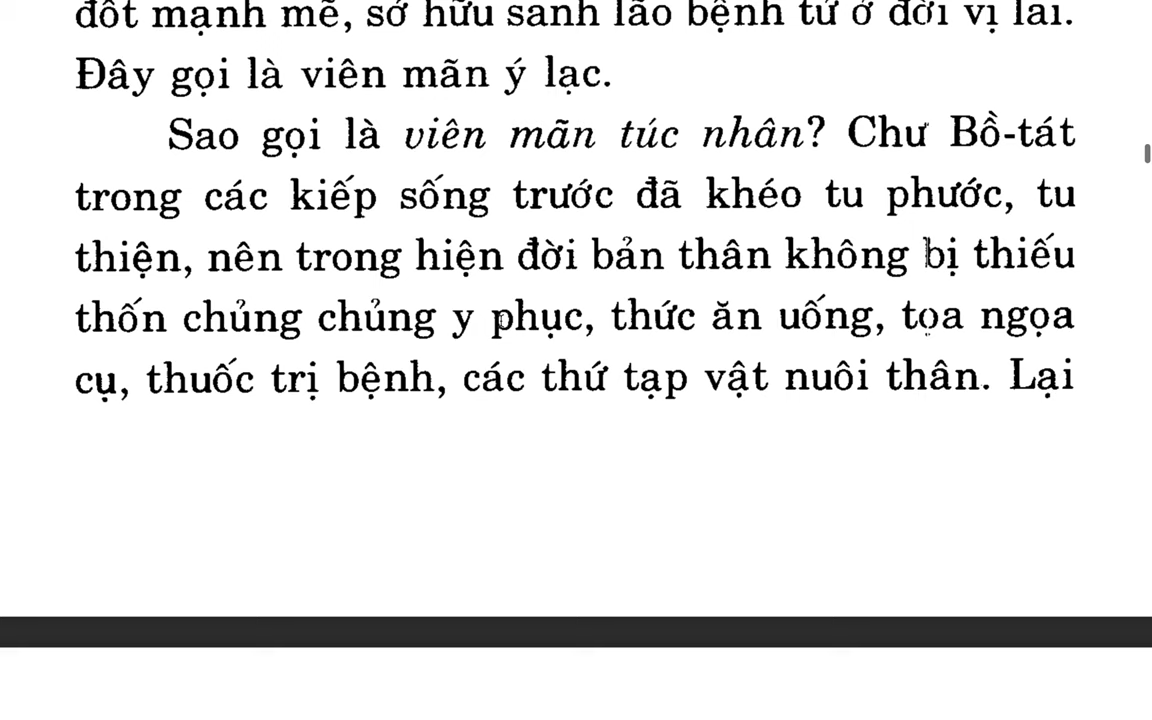 đốt mạnh mẽ, sở hữu sanh lão bệnh tử ở đời vị lai.
Đây gọi là viên mãn ý lạc.
Sao gọi là viên mãn túc nhân? Chư Bồ-tát
trong các kiếp sống trước đã khéo tu phước, tu
thiện, nên trong hiện đời bản thân không bị thiếu
thốn chủng chủng y phục, thức ăn uống, tọa ngọa
cụ, thuốc trị bệnh, các thứ tạp vật nuôi thân. Lại